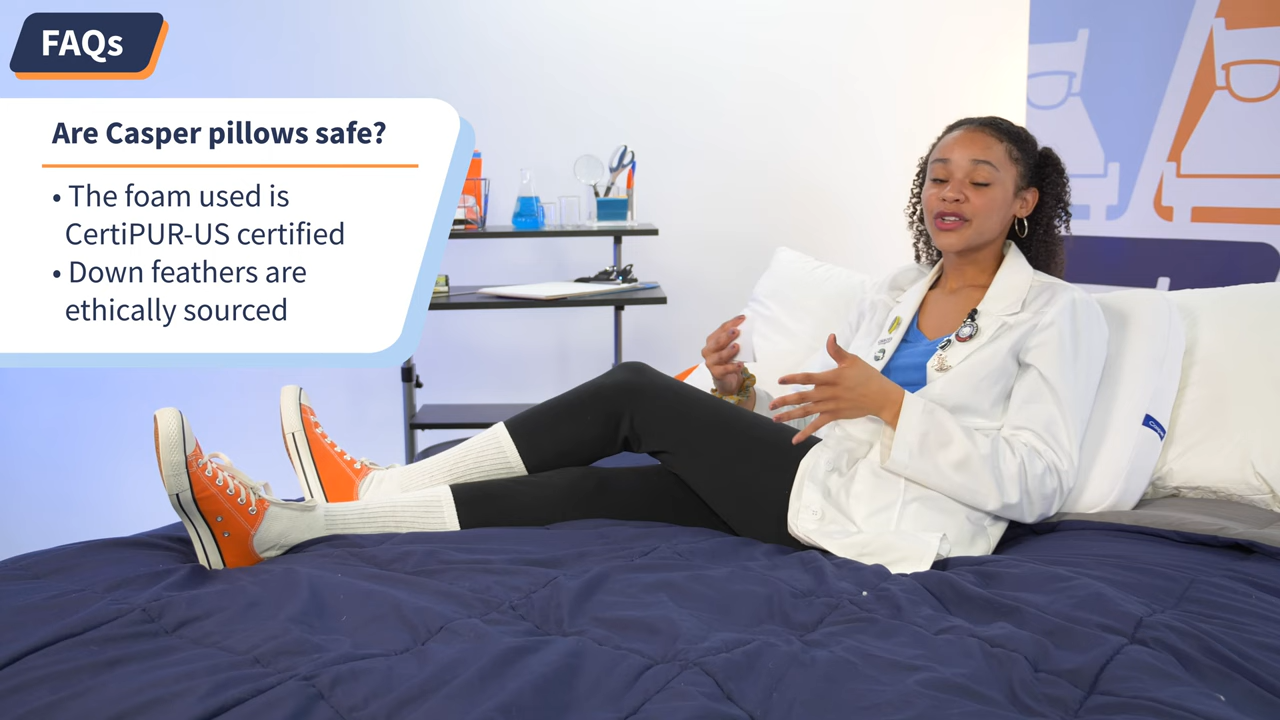 FAQs
Are Casper pillows safe?
• The foam used is
CertiPUR-US certified
• Down feathers are
ethically sourced